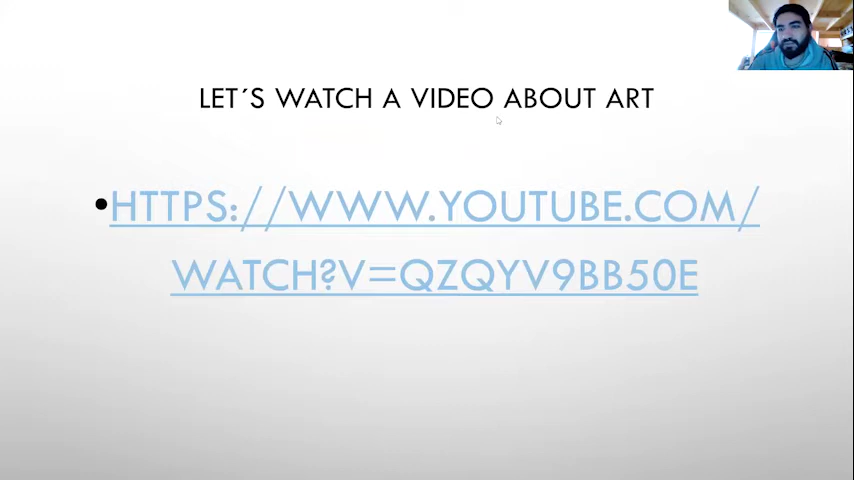 LET´S WATCH A VIDEO ABOUT ART
•HTTPS://WWW.YOUTUBE.COM/
WATCH?V=QZQYV9BB50E